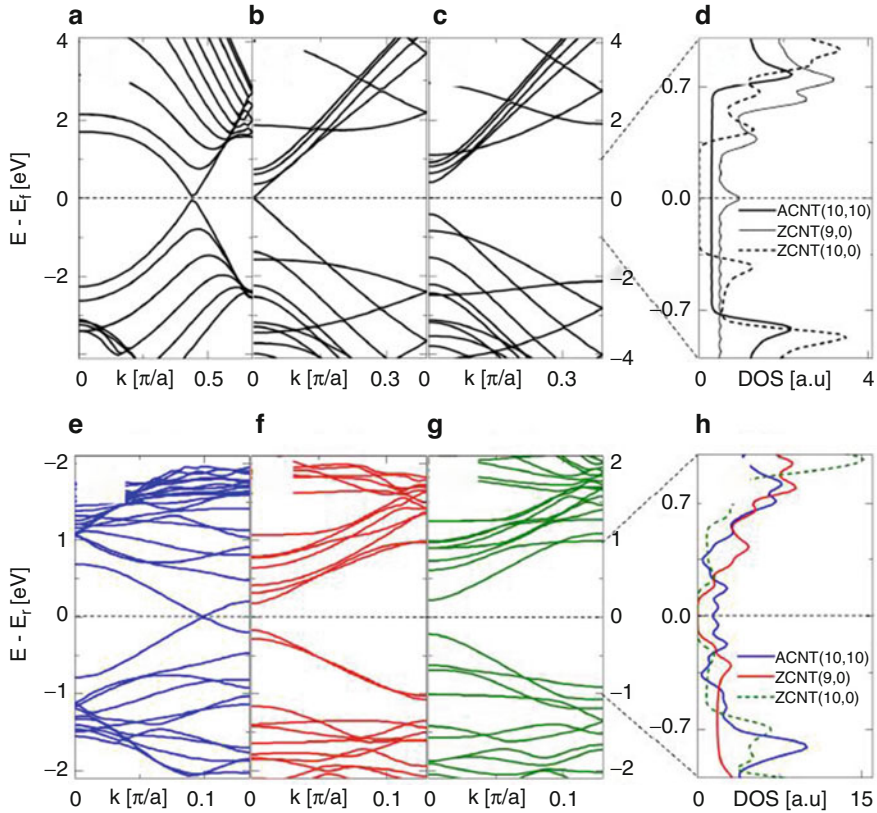 a b c d
4
2
0
−2
E - Ef [eV]
4
2
0
−2
−4
0.7
0.0
−0.7
ACNT(10,10)
ZCNT(9,0)
ZCNT(10,0)
0 k [π/a] 0.5 0 k [π/a] 0.3 0 k [π/a] 0.3
0 DOS [a.u] 4
e f g h
−2
1
0
−1
−2
E - Er [eV]
2
1
0
−1
−2
0.7
0.0
−0.7
ACNT(10,10)
ZCNT(9,0)
ZCNT(10,0)
0 k [π/a] 0.1 0 k [π/a] 0.1 0 k [π/a] 0.1
0 DOS [a.u] 15